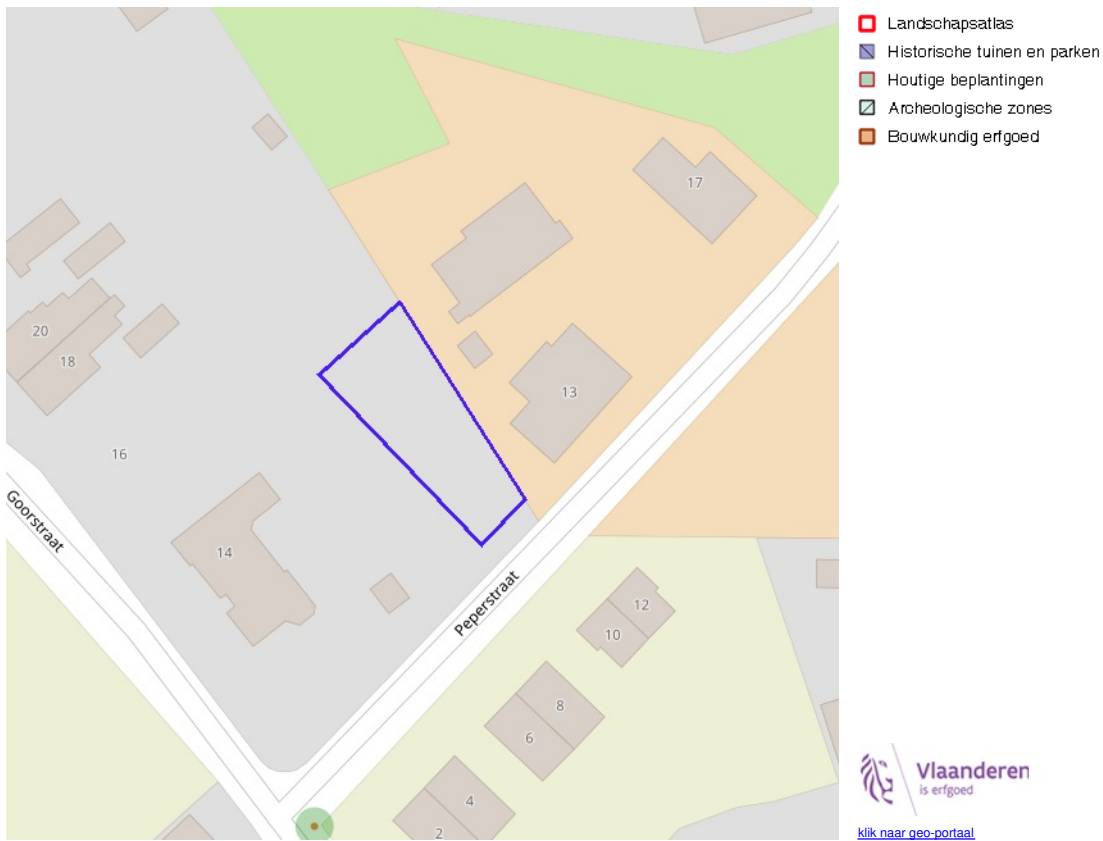 Landschapsatlas
Historische tuinen en parken
Houtige beplantingen
Archeologische zones
Bouwkundig erfgoed
17
20
18
13
16
Goorstraat
14
Peperstraat
12
10
8
6
4
2
Vlaanderen
is erfgoed
klik naar geo-portaal